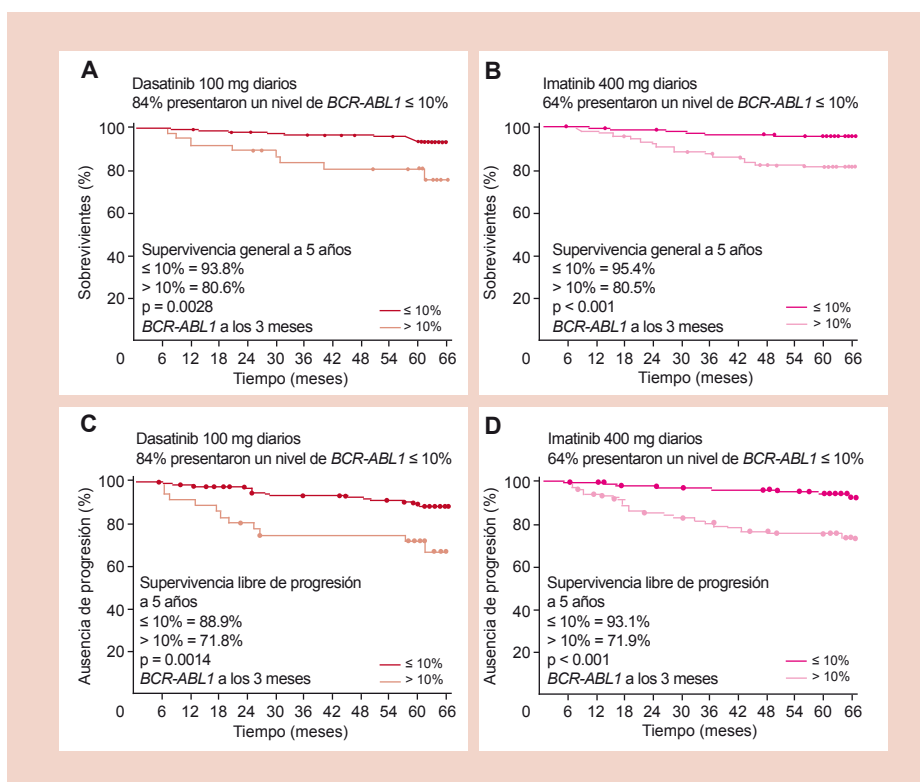 A
Dasatinib 100 mg diarios
84% presentaron un nivel de BCR-ABL1 ≤ 10%
Sobrevivientes (%)
100
80
60
40
20
Supervivencia general a 5 años
≤ 10% = 93.8%
> 10% = 80.6%
p = 0.0028
BCR-ABL1 a los 3 meses
≤ 10%
> 10%
0 6 12 18 24 30 36 42 48 54 60 66
Tiempo (meses)
B
Imatinib 400 mg diarios
64% presentaron un nivel de BCR-ABL1 ≤ 10%
Sobrevivientes (%)
100
80
60
40
20
Supervivencia general a 5 años
≤ 10% = 95.4%
> 10% = 80.5%
p < 0.001
BCR-ABL1 a los 3 meses
≤ 10%
> 10%
0 6 12 18 24 30 36 42 48 54 60 66
Tiempo (meses)
C
Dasatinib 100 mg diarios
84% presentaron un nivel de BCR-ABL1 ≤ 10%
Ausencia de progresión (%)
100
80
60
40
20
Supervivencia libre de progresión
a 5 años
≤ 10% = 88.9%
> 10% = 71.8%
p = 0.0014
BCR-ABL1 a los 3 meses
≤ 10%
> 10%
0 6 12 18 24 30 36 42 48 54 60 66
Tiempo (meses)
D
Imatinib 400 mg diarios
64% presentaron un nivel de BCR-ABL1 ≤ 10%
Ausencia de progresión (%)
100
80
60
40
20
Supervivencia libre de progresión
a 5 años
≤ 10% = 93.1%
> 10% = 71.9%
p < 0.001
BCR-ABL1 a los 3 meses
≤ 10%
> 10%
0 6 12 18 24 30 36 42 48 54 60 66
Tiempo (meses)